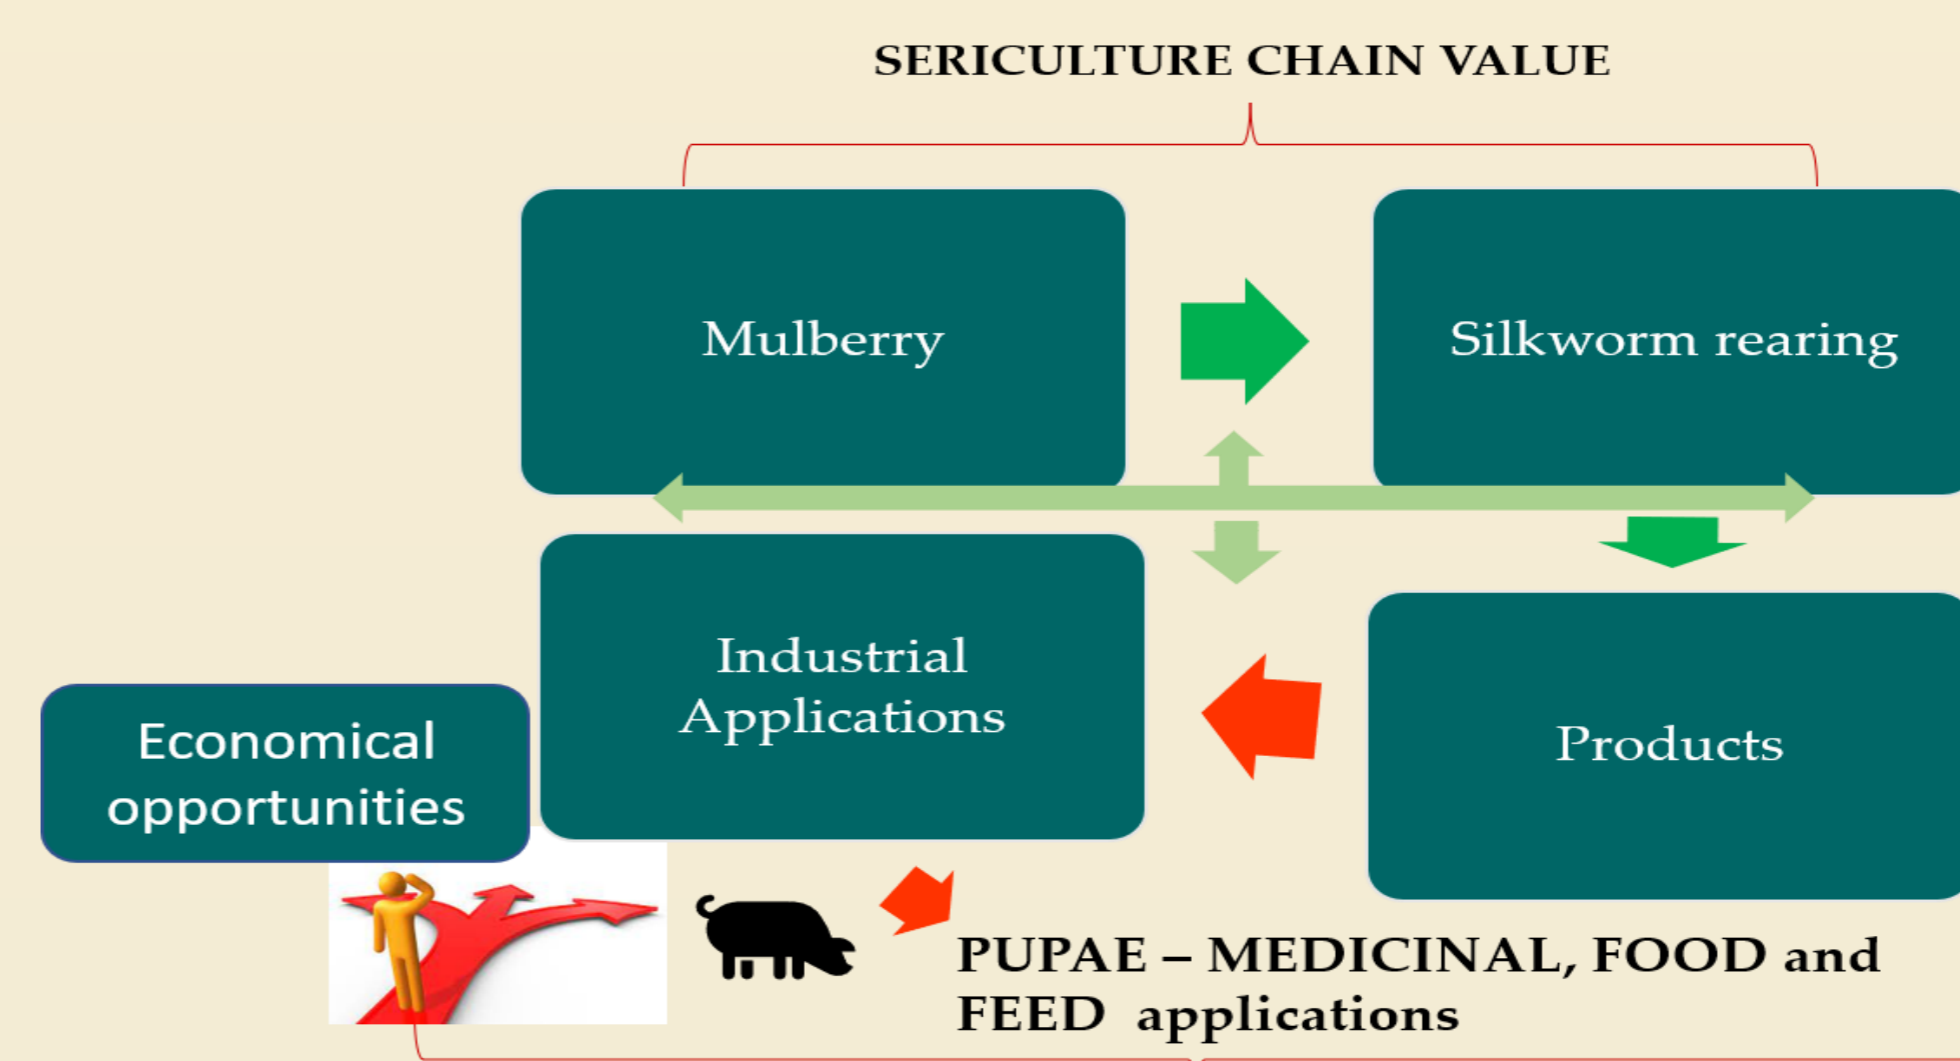 SERICULTURE CHAIN VALUE
Mulberry
Silkworm rearing
Industrial
Applications
Products
Economical
opportunities
PUPAE – MEDICINAL, FOOD and
FEED applications